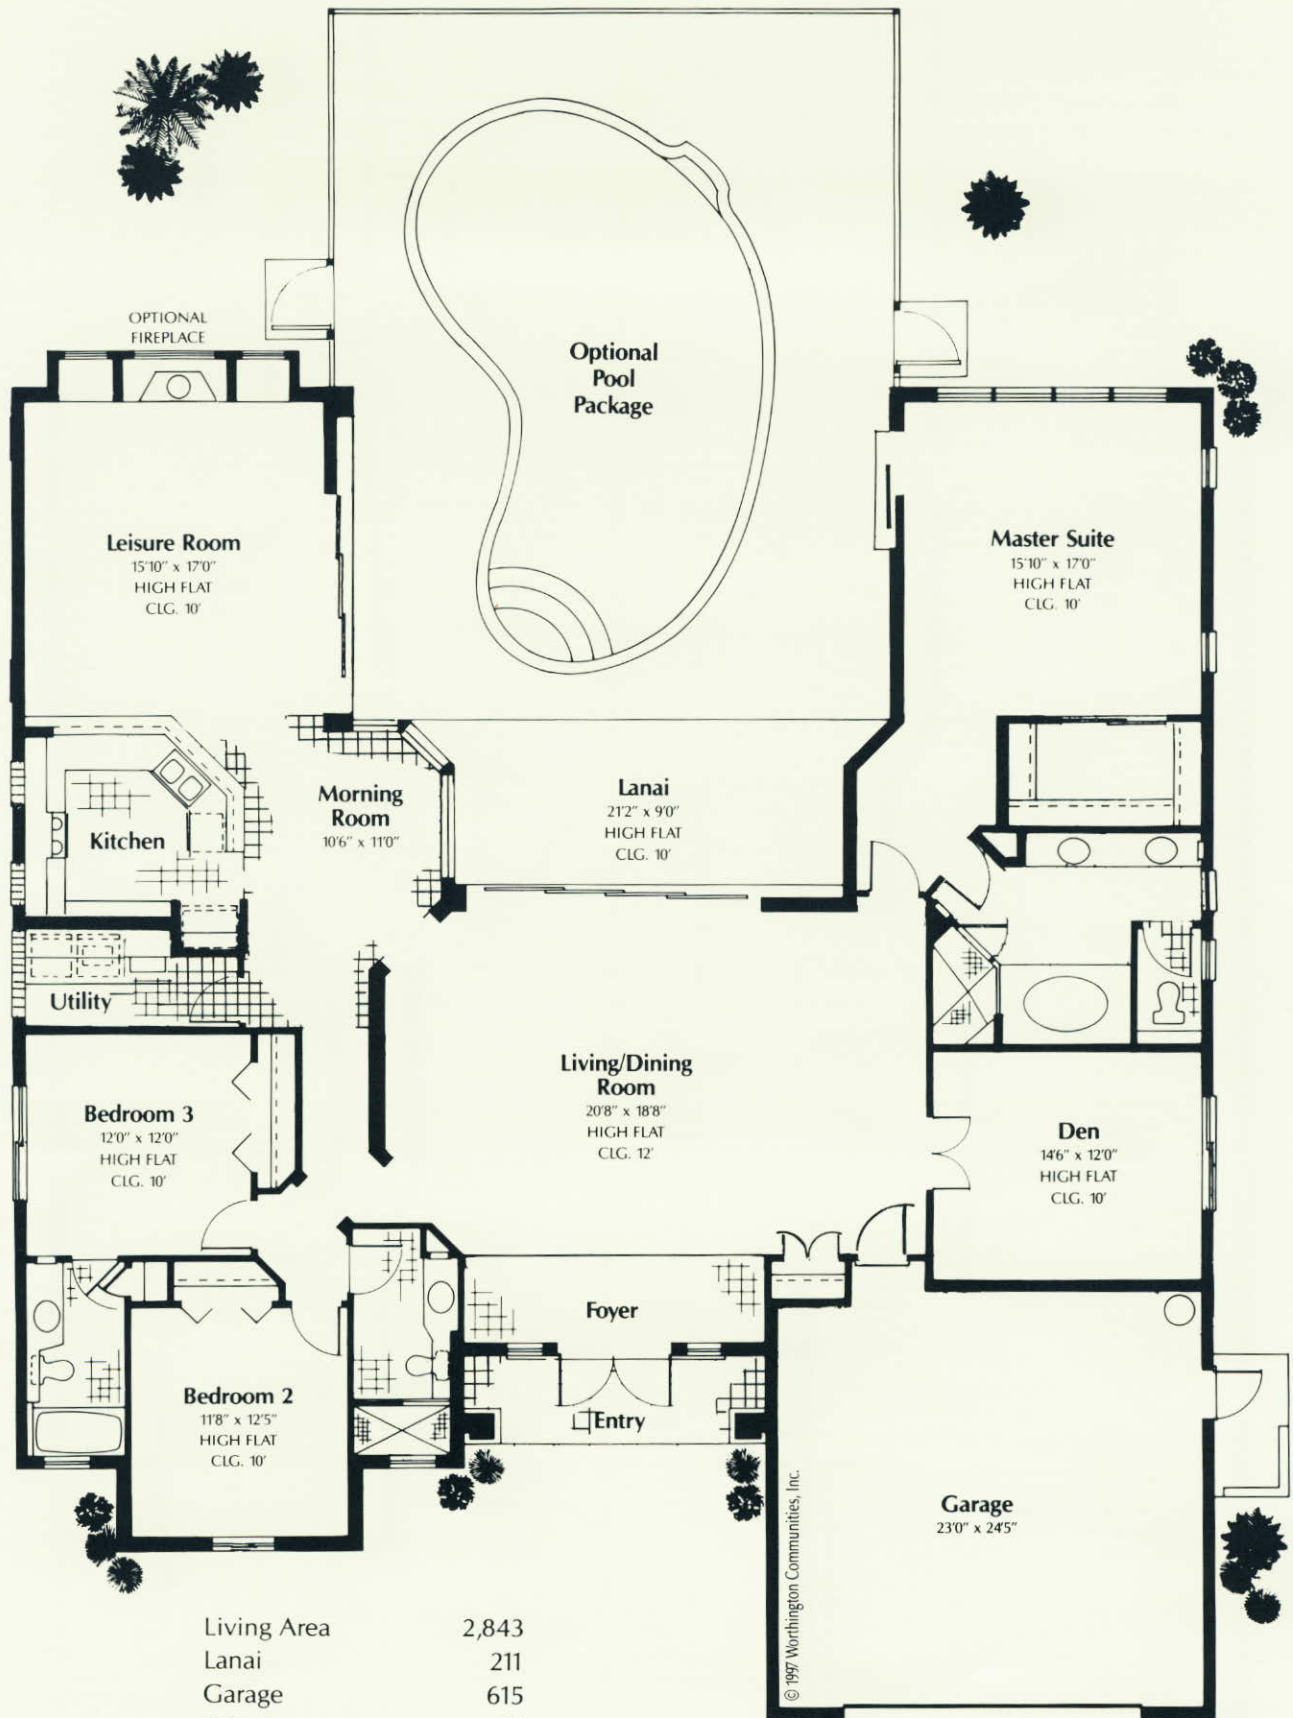 OPTIONAL
FIREPLACE
Optional
Pool
Package
Leisure Room
15'10" x 17'0"
HIGH FLAT
CLG. 10'
Master Suite
15'10" x 17'0"
HIGH FLAT
CLG. 10'
Kitchen
Morning
Room
10'6" x 11'0"
Lanai
21'2" x 9'0"
HIGH FLAT
CLG. 10'
Utility
Living/Dining
Room
20'8" x 18'8"
HIGH FLAT
CLG. 12'
Bedroom 3
12'0" x 12'0"
HIGH FLAT
CLG. 10'
Den
14'6" x 12'0"
HIGH FLAT
CLG. 10'
Foyer
Bedroom 2
11'8" x 12'5"
HIGH FLAT
CLG. 10'
Entry
Garage
23'0" x 24'5"
© 1997 Worthington Communities, Inc.
Living Area 2,843
Lanai 211
Garage 615